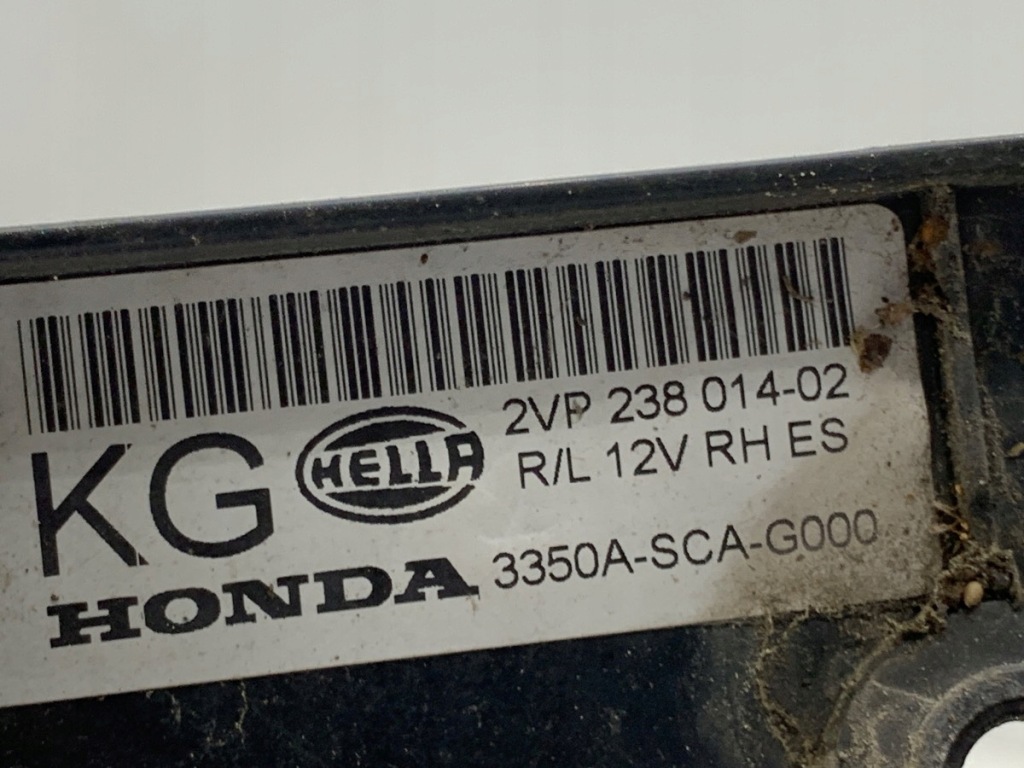 KG HELLA 2VP 238 014-02
R/L 12V RH ES
HONDA 3350A-SCA-G000